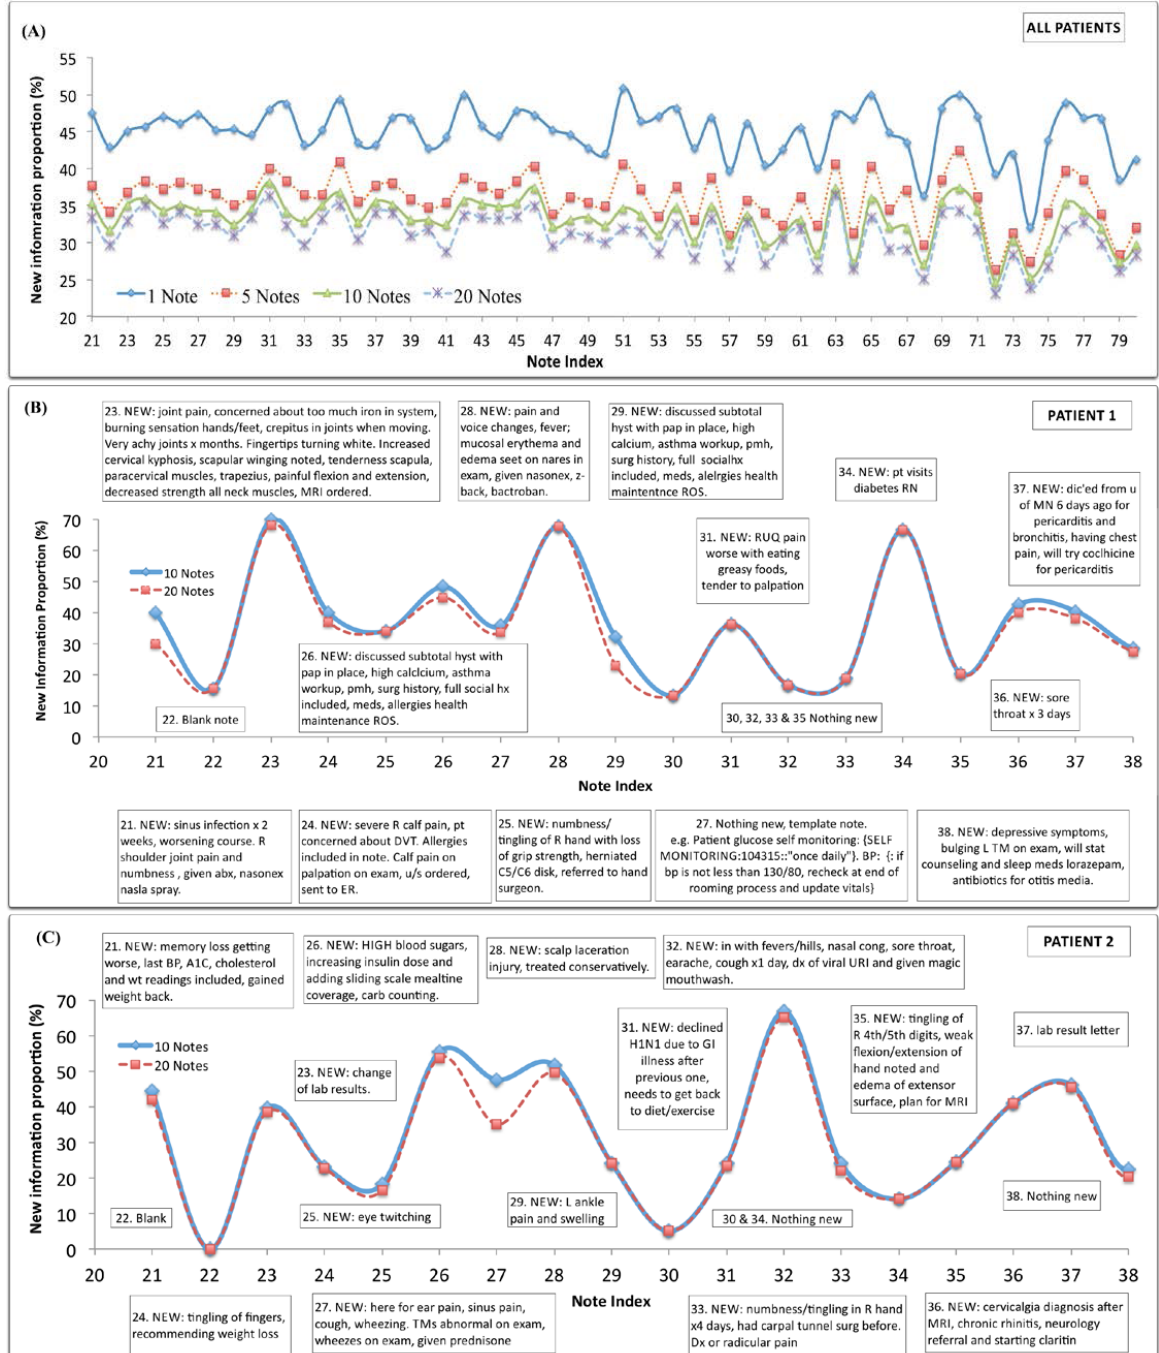 (A)
ALL PATIENTS
New infomration proportion (%)
55
50
45
40
35
30
25
20
1 Note
5 Notes
10 Notes
20 Notes
21 23 25 27 29 31 33 35 37 39 41 43 45 47 49 51 53 55 57 59 61 63 65 67 69 71 73 75 77 79
Note Index
(B)
PATIENT 1
23. NEW: joint pain, concerned about too much iron in system,
burning sensation hands/feet, crepitus in joints when moving.
Very achy joints x months. Fingertips turning white. Increased
cervical kyphosis, scapular winging noted, tenderness scapula,
paracervical muscles, trapezius, painful flexion and extension,
decreased strength all neck muscles, MRI ordered.
28. NEW: pain and
voice changes, fever;
mucosal erythema and
edema seet on nares in
exam, given nasonex, z-
back, bactroban.
29. NEW: discussed subtotal
hyst with pap in place, high
calcium, asthma workup, pmh,
surg history, full  socialhx
included, meds, alelrgies health
maintentnce ROS.
34. NEW: pt visits
diabetes RN
37. NEW: dic'ed from u
of MN 6 days ago for
pericarditis and
bronchitis, having chest
pain, will try coclhicine
for pericarditis
31. NEW: RUQ pain
worse with eating
greasy foods,
tender to palpation
New Information Proportion (%)
70
60
50
40
30
20
10
0
10 Notes
20 Notes
26. NEW: discussed subtotal hyst with
pap in place, high calclcium, asthma
workup, pmh, surg history, full social hx
included, meds, allergies health
maintenance ROS.
22. Blank note
30, 32, 33 & 35 Nothing new
36. NEW: sore
throat x 3 days
20 21 22 23 24 25 26 27 28 29 30 31 32 33 34 35 36 37 38
Note Index
21. NEW: sinus infection x 2
weeks, worsening course. R
shoulder joint pain and
numbness , given abx, nasonex
nasla spray.
24. NEW: severe R calf pain, pt
concerned about DVT. Allergies
included in note. Calf pain on
palpation on exam, u/s ordered,
sent to ER.
25. NEW: numbness/
tingling of R hand with loss
of grip strength, herniated
C5/C6 disk, referred to hand
surgeon.
27. Nothing new, template note.
e.g. Patient glucose self monitoring: {SELF
MONITORING:104315::"once daily"}. BP:  {: if
bp is not less than 130/80, recheck at end of
rooming process and update vitals}
38. NEW: depressive symptoms,
bulging L TM on exam, will stat
counseling and sleep meds lorazepam,
antibiotics for otitis media.
(C)
PATIENT 2
21. NEW: memory loss getting
worse, last BP, A1C, cholesterol
and wt readings included, gained
weight back.
26. NEW: HIGH blood sugars,
increasing insulin dose and
adding sliding scale mealtime
coverage, carb counting.
28. NEW: scalp laceration
injury, treated conservatively.
32. NEW: in with fevers/hills, nasal cong, sore throat,
earache, cough x1 day, dx of viral URI and given magic
mouthwash.
31. NEW: declined
H1N1 due to GI
illness after
previous one,
needs to get back
to diet/exercise
35. NEW: tingling of
R 4th/5th digits, weak
flexion/extension of
hand noted and
edema of extensor
surface, plan for MRI
37. lab result letter
New information proportion (%)
70
60
50
40
30
20
10
0
10 Notes
20 Notes
23. NEW: change
of lab results.
22. Blank
25. NEW: eye twitching
29. NEW: L ankle
pain and swelling
30 & 34. Nothing new
38. Nothing new
20 21 22 23 24 25 26 27 28 29 30 31 32 33 34 35 36 37 38
Note Index
24. NEW: tingling of fingers,
recommending weight loss
27. NEW: here for ear pain, sinus pain,
cough, wheezing. TMs abnormal on exam,
wheezes on exam, given prednisone
33. NEW: numbness/tingling in R hand
x4 days, had carpal tunnel surg before.
Dx or radicular pain
36. NEW: cervicalgia diagnosis after
MRI, chronic rhinitis, neurology
referral and starting claritin